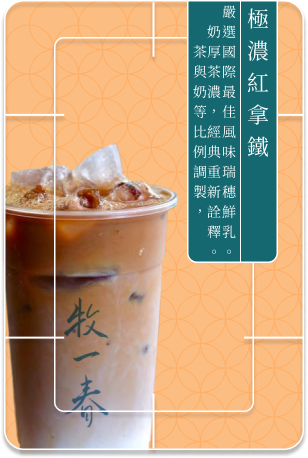 極濃紅拿鐵
嚴選國際最佳風味瑞穗鮮乳。
奶厚茶濃，經典重新詮釋。
茶與奶等比例調製，
牧一春